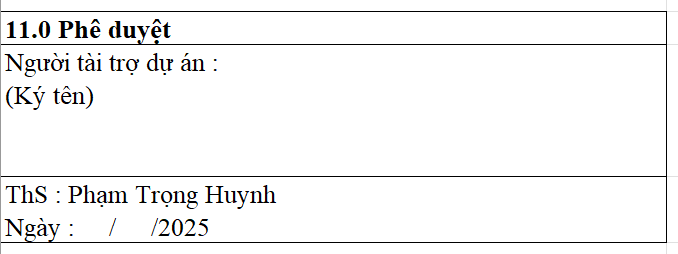 11.0 Phê duyệt
Người tài trợ dự án :
(Ký tên)
ThS : Phạm Trọng Huynh
Ngày : / /2025